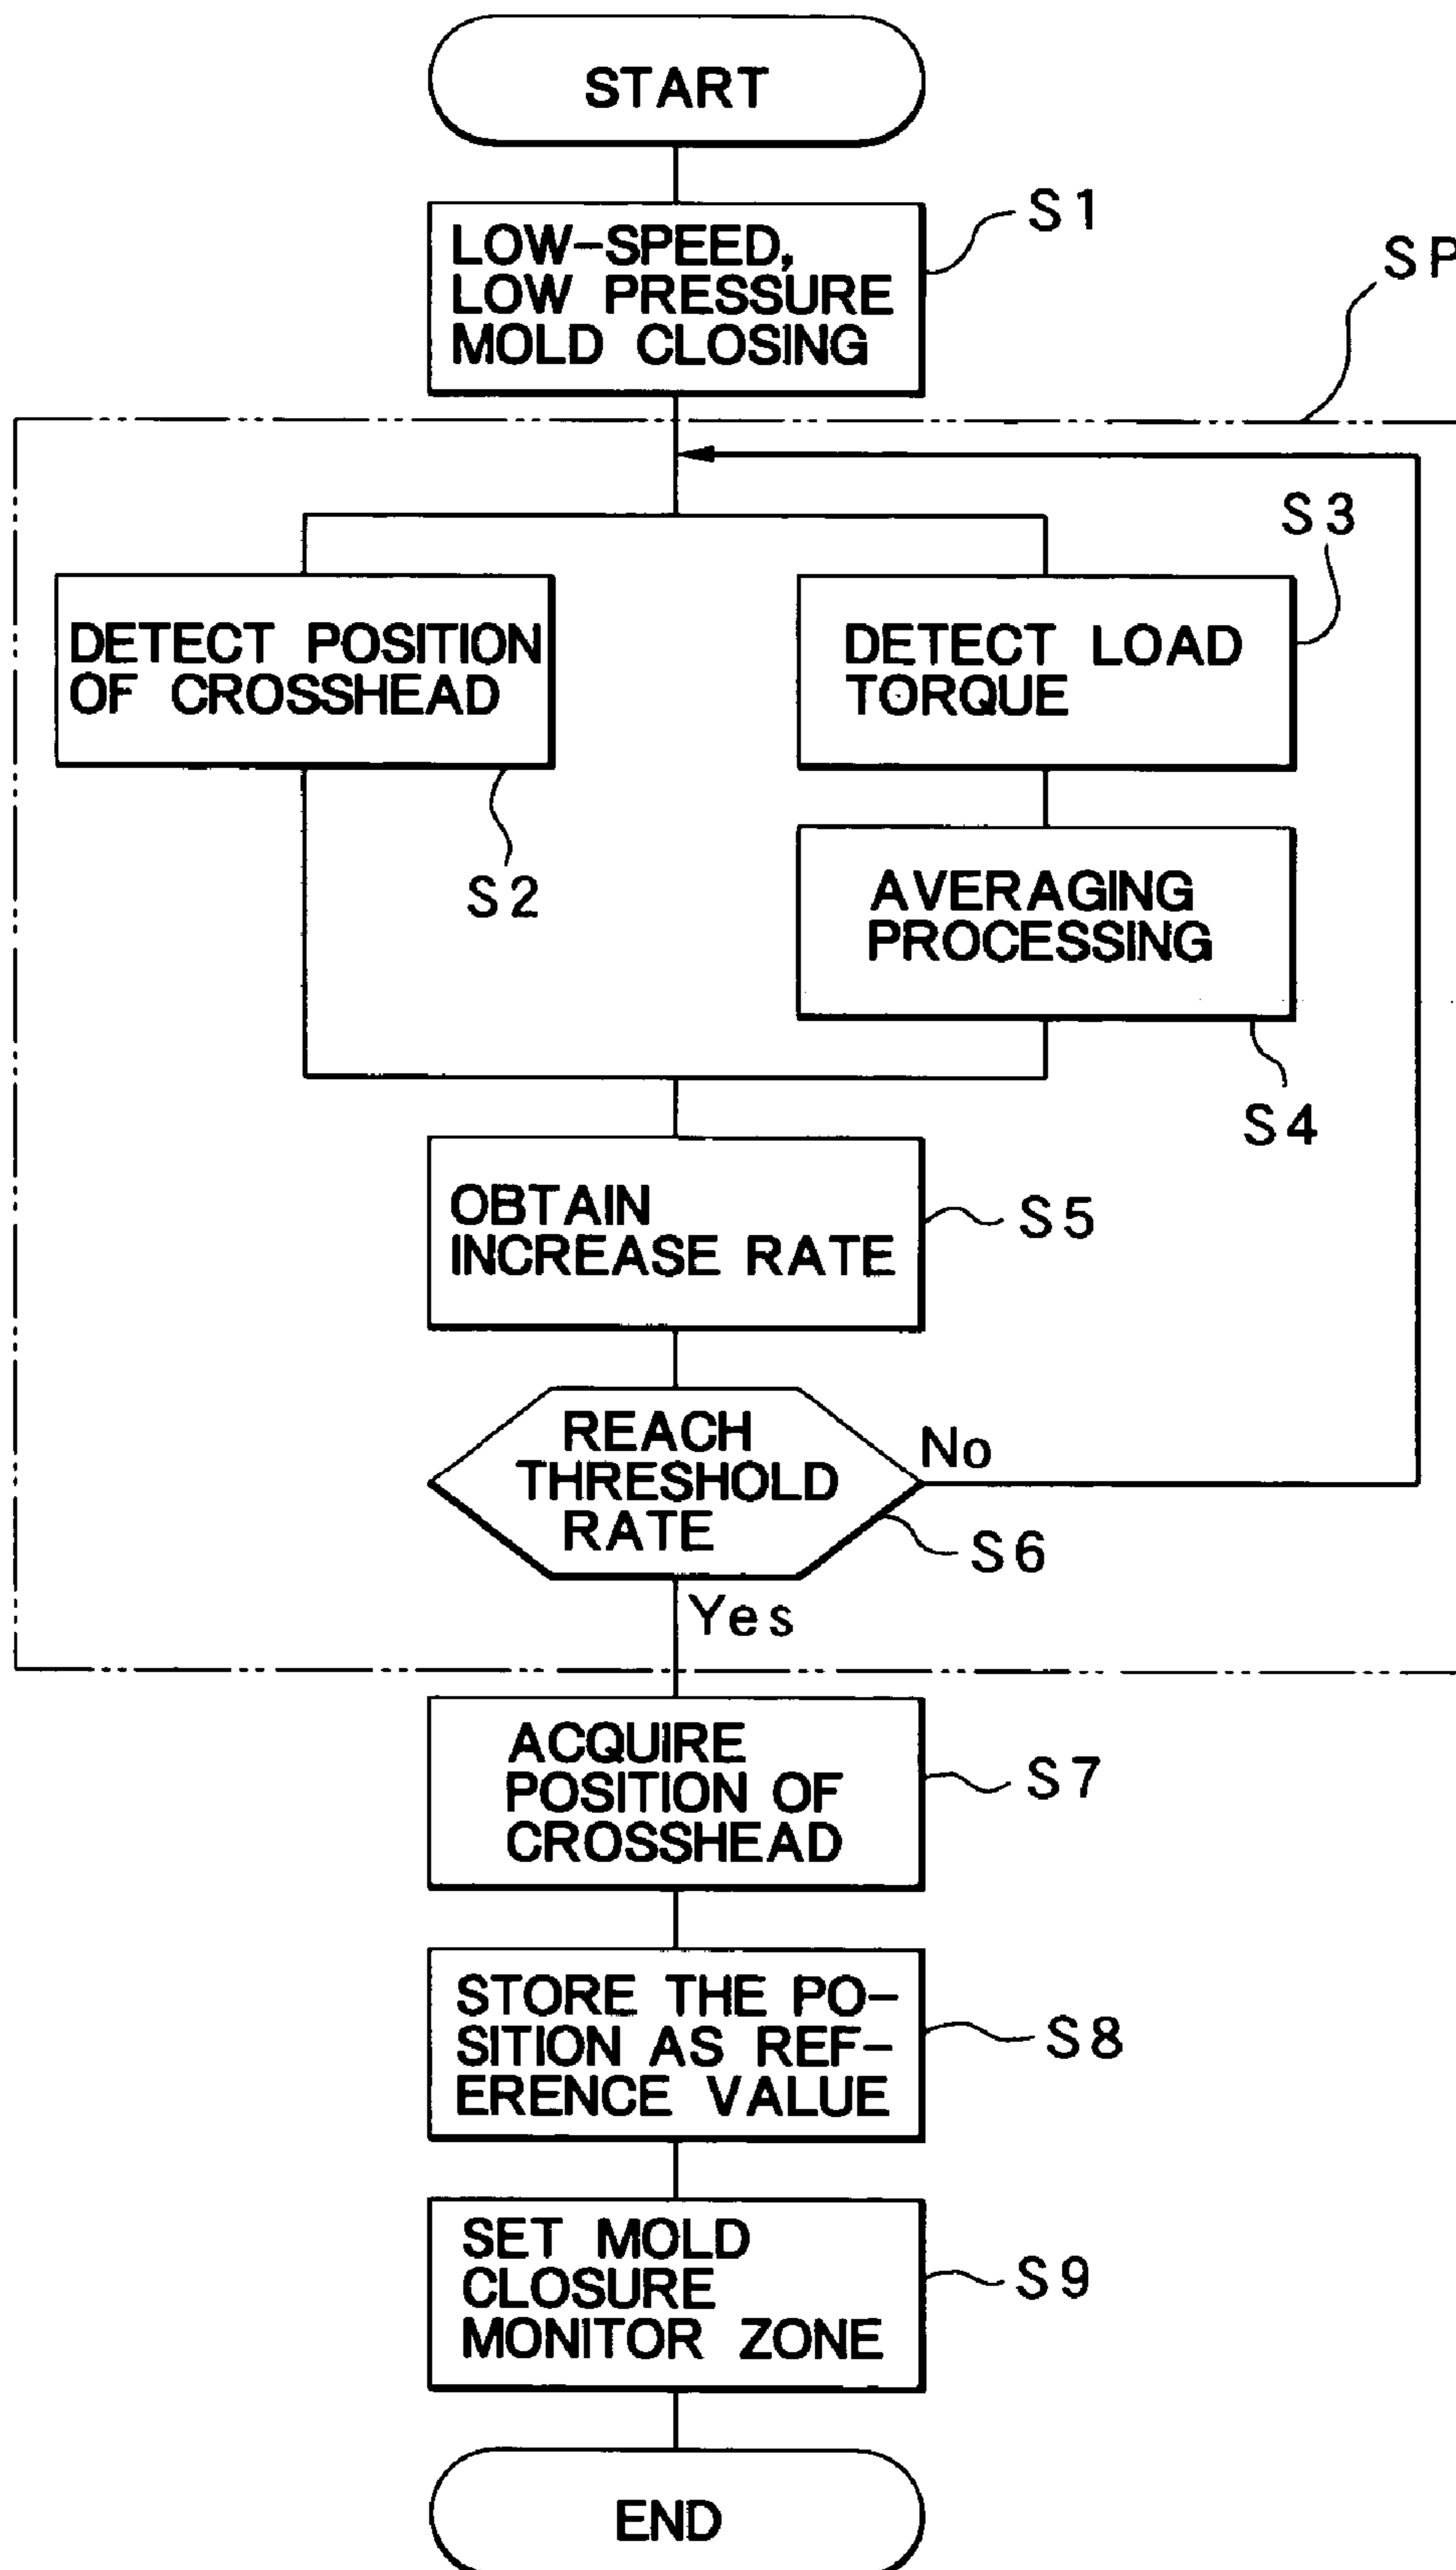 START
S1
LOW-SPEED,
LOW PRESSURE
MOLD CLOSING
SP
S3
DETECT POSITION
OF CROSSHEAD
DETECT LOAD
TORQUE
S2
AVERAGING
PROCESSING
S4
OBTAIN
INCREASE RATE
S5
REACH
THRESHOLD
RATE
No
S6
Yes
ACQUIRE
POSITION OF
CROSSHEAD
S7
STORE THE PO-
SITION AS REF-
ERENCE VALUE
S8
SET MOLD
CLOSURE
MONITOR ZONE
S9
END